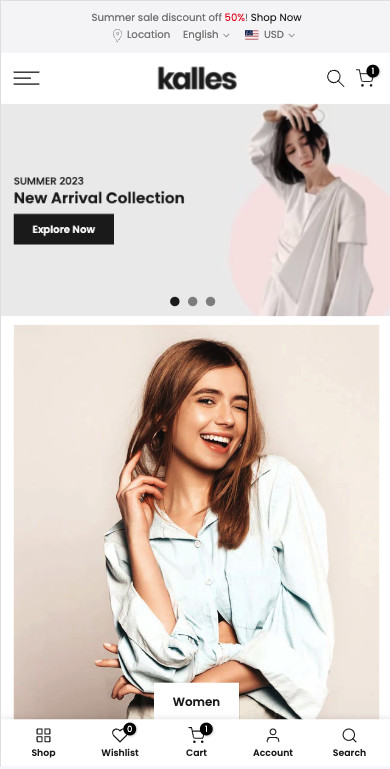 Summer sale discount off 50%! Shop Now
Location English USD
kalles
1
SUMMER 2023
New Arrival Collection
Explore Now
Women
0
1
Shop Wishlist Cart Account Search